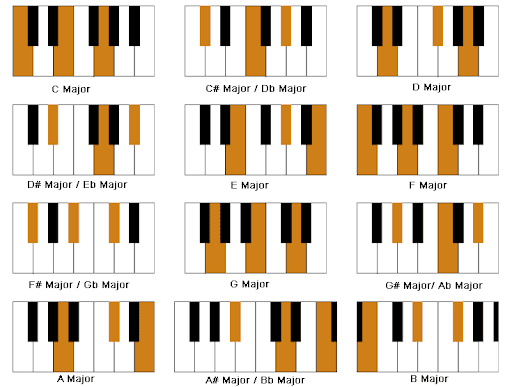 C Major
C# Major / Db Major
D Major
D# Major / Eb Major
E Major
F Major
F# Major / Gb Major
G Major
G# Major/ Ab Major
A Major
A# Major / Bb Major
B Major